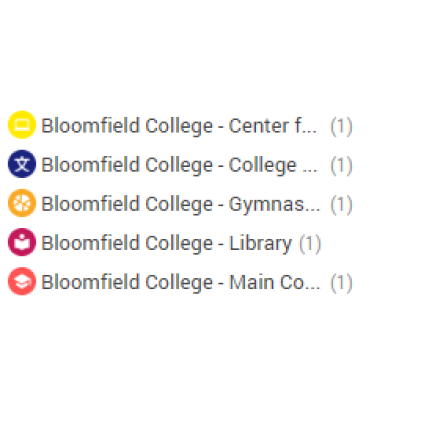 Bloomfield College - Center f... (1)
Bloomfield College - College ... (1)
Bloomfield College - Gymnas... (1)
Bloomfield College - Library (1)
Bloomfield College - Main Co... (1)